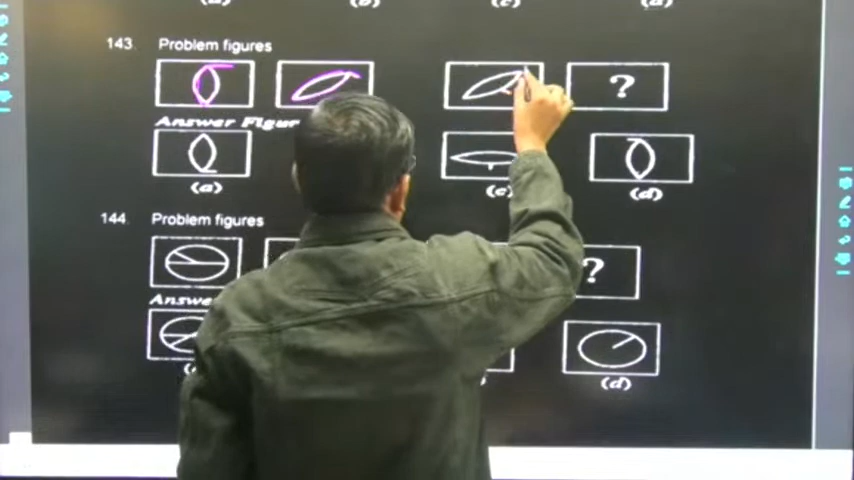 (a) (b) (c) (d)
143. Problem figures
?
Answer Figur
(a) (c) (d)
144. Problem figures
?
Answe
(d)